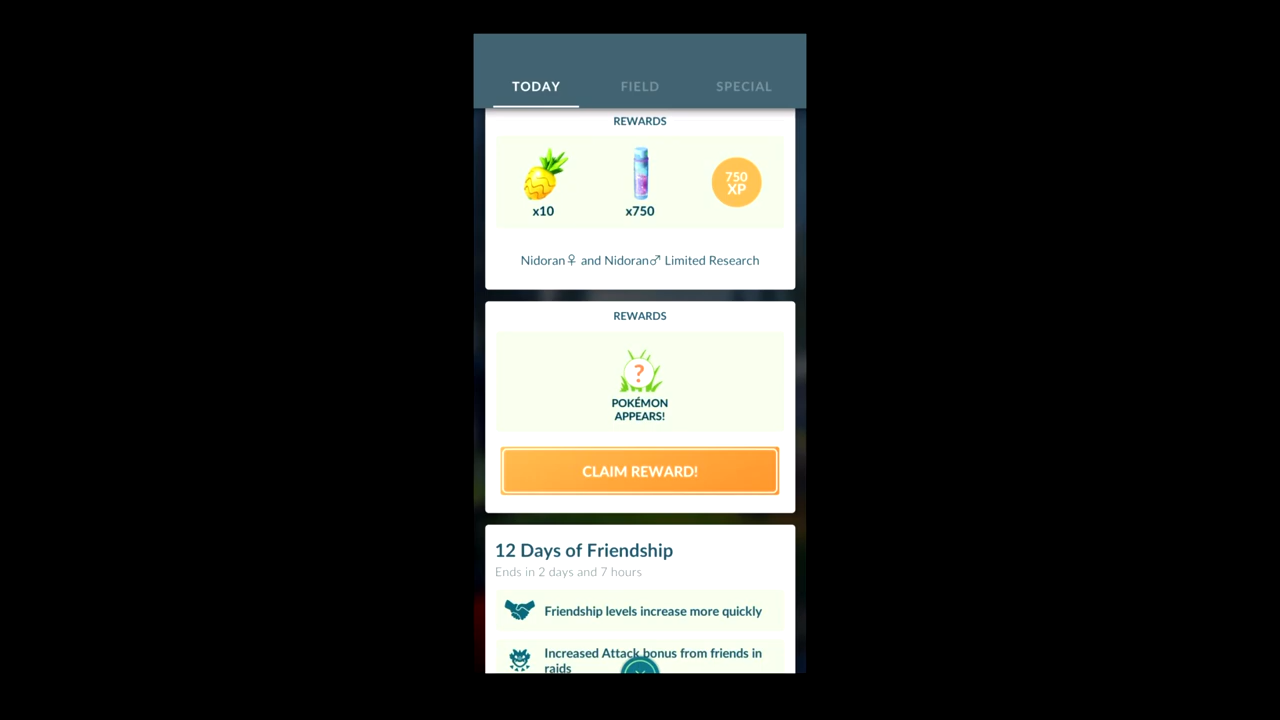 TODAY FIELD SPECIAL
REWARDS
750
XP
x10 x750
Nidoran♀ and Nidoran♂ Limited Research
REWARDS
?
POKÉMON
APPEARS!
CLAIM REWARD!
12 Days of Friendship
Ends in 2 days and 7 hours
Friendship levels increase more quickly
Increased Attack bonus from friends in
raids